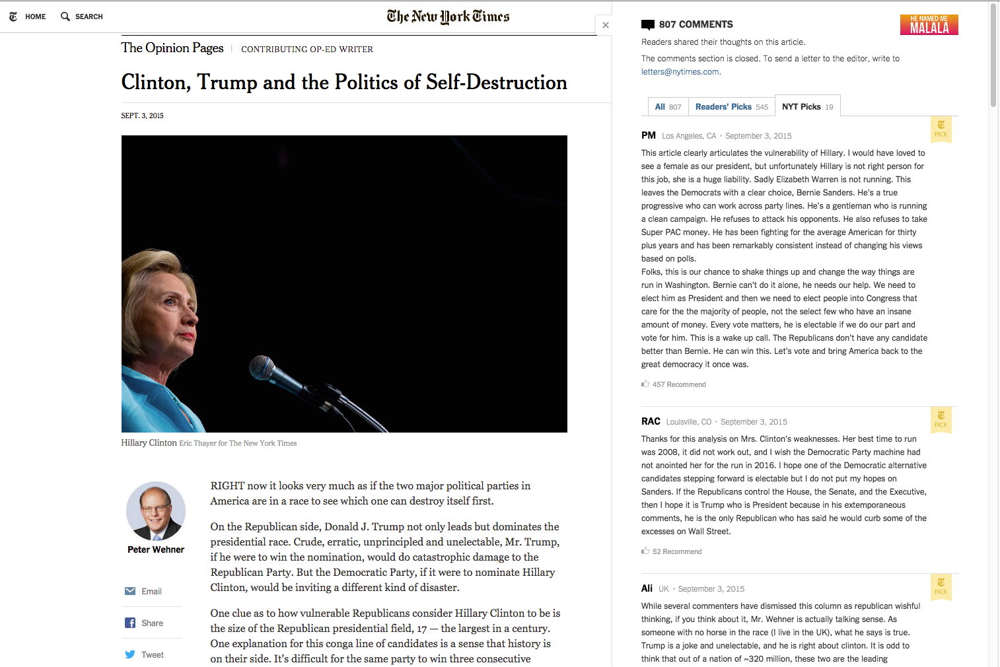 HOME
SEARCH
The New York Times
The Opinion Pages | CONTRIBUTING OP-ED WRITER
Clinton, Trump and the Politics of Self-Destruction
SEPT. 3, 2015
Hillary Clinton Eric Thayer for The New York Times
Peter Wehner
Email
Share
Tweet
RIGHT now it looks very much as if the two major political parties in
America are in a race to see which one can destroy itself first.
On the Republican side, Donald J. Trump not only leads but dominates the
presidential race. Crude, erratic, unprincipled and unelectable, Mr. Trump,
if he were to win the nomination, would do catastrophic damage to the
Republican Party. But the Democratic Party, if it were to nominate Hillary
Clinton, would be inviting a different kind of disaster.
One clue as to how vulnerable Republicans consider Hillary Clinton to be is
the size of the Republican presidential field, 17 — the largest in a century.
One explanation for this conga line of candidates is a sense that history is
on their side. It’s difficult for the same party to win three consecutive
807 COMMENTS
HE NAMED ME
MALALA
Readers shared their thoughts on this article.
The comments section is closed. To send a letter to the editor, write to
letters@nytimes.com.
All 807
Readers' Picks 545
NYT Picks 19
PM Los Angeles, CA • September 3, 2015
PICK
This article clearly articulates the vulnerability of Hillary. I would have loved to
see a female as our president, but unfortunately Hillary is not right person for
this job, she is a huge liability. Sadly Elizabeth Warren is not running. This
leaves the Democrats with a clear choice, Bernie Sanders. He's a true
progressive who can work across party lines. He's a gentleman who is running
a clean campaign. He refuses to attack his opponents. He also refuses to take
Super PAC money. He has been fighting for the average American for thirty
plus years and has been remarkably consistent instead of changing his views
based on polls.
Folks, this is our chance to shake things up and change the way things are
run in Washington. Bernie can't do it alone, he needs our help. We need to
elect him as President and then we need to elect people into Congress that
care for the the majority of people, not the select few who have an insane
amount of money. Every vote matters, he is electable if we do our part and
vote for him. This is a wake up call. The Republicans don't have any candidate
better than Bernie. He can win this. Let's vote and bring America back to the
great democracy it once was.
457 Recommend
RAC Louisville, CO • September 3, 2015
PICK
Thanks for this analysis on Mrs. Clinton's weaknesses. Her best time to run
was 2008, it did not work out, and I wish the Democratic Party machine had
not anointed her for the run in 2016. I hope one of the Democratic alternative
candidates stepping forward is electable but I do not put my hopes on
Sanders. If the Republicans control the House, the Senate, and the Executive,
then I hope it is Trump who is President because in his extemporaneous
comments, he is the only Republican who has said he would curb some of the
excesses on Wall Street.
52 Recommend
Ali UK • September 3, 2015
PICK
While several commenters have dismissed this column as republican wishful
thinking, if you think about it, Mr. Wehner is actually talking sense. As
someone with no horse in the race (I live in the UK), what he says is true.
Trump is a joke and unelectable, and he is right about clinton. It is odd to
think that out of a nation of ~320 million, these two are the leading